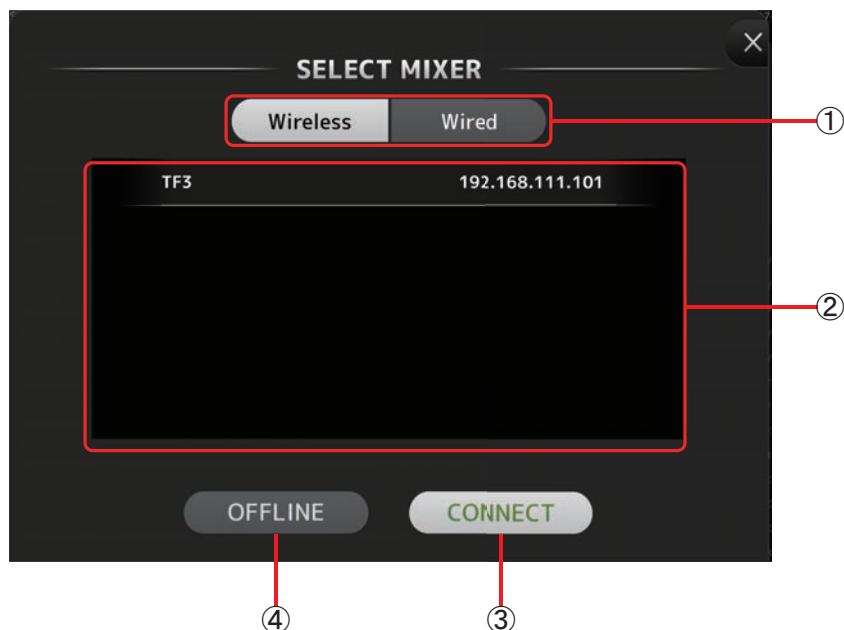 SELECT MIXER
Wireless Wired ①
TF3 192.168.111.101
②
OFFLINE CONNECT
④ ③